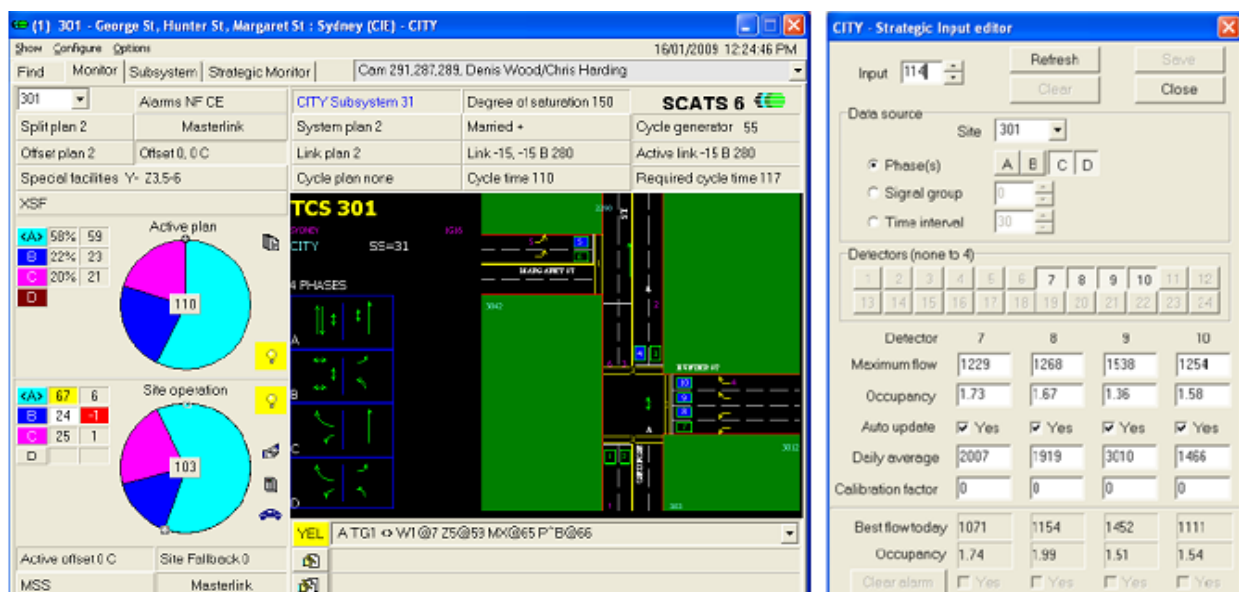 (1) 301 - George St, Hunter St, Margaret St : Sydney (CIE) - CITY
Show Configure Options 16/01/2009 12:24:46 PM
Find Monitor Subsystem Strategic Monitor Cam 291,287,289, Denis Wood/Chris Harding
301 Alarms NF CE CITY Subsystem 31 Degree of saturation 150 SCATS 6
Split plan 2 Masterlink System plan 2 Married + Cycle generator 55
Offset plan 2 Offset 0, 0 C Link plan 2 Link -15, -15 B 280 Active link -15 B 280
Special facilities Y- Z3.5-6 Cycle plan none Cycle time 110 Required cycle time 117
XSF
Active plan
<A> 58% 59
B 22% 23
C 20% 21
D
110
Site operation
<A> 67 6
B 24 -1
C 25 1
D
103
Active offset 0 C Site Fallback 0
MSS Masterlink
TCS 301
SYDNEY
CITY SS=31
4 PHASES
A
B
C
D
MARGARET ST
HUNTER ST
YEL A TG1 <> W1@7 Z5@59 MX@65 P^B@66
CITY - Strategic Input editor
Input 114 Refresh Save
Clear Close
Data source
Site 301
Phase(s) A B C D
Signal group 0
Time interval 30
Detectors (none to 4)
1 2 3 4 5 6 7 8 9 10 11 12
13 14 15 16 17 18 19 20 21 22 23 24
Detector 7 8 9 10
Maximum flow 1229 1268 1538 1254
Occupancy 1.73 1.67 1.36 1.58
Auto update Yes Yes Yes Yes
Daily average 2007 1919 3010 1466
Calibration factor 0 0 0 0
Best flow today 1071 1154 1452 1111
Occupancy 1.74 1.99 1.51 1.54
Clear alarm Yes Yes Yes Yes